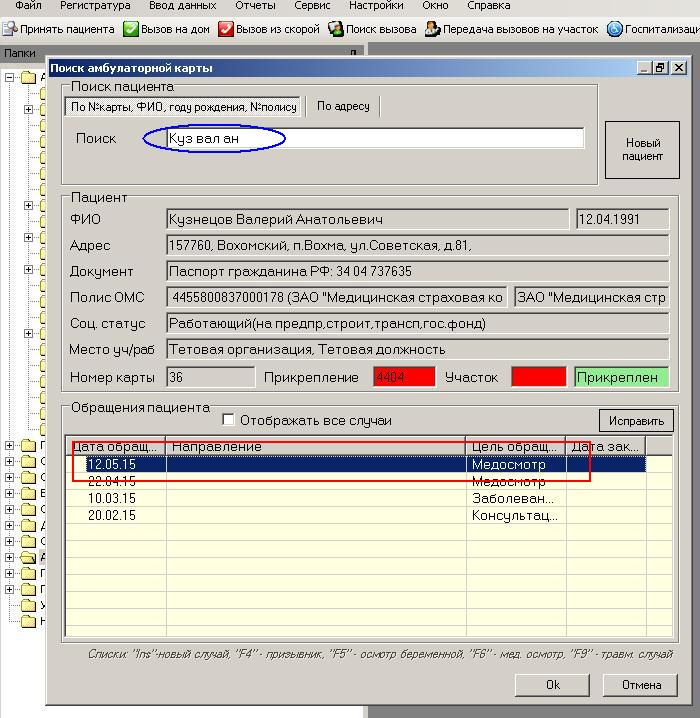 Файл Регистратура Ввод данных Отчеты Сервис Настройки Окно Справка
Принять пациента Вызов на дом Вызов из скорой Поиск вызова Передача вызовов на участок Госпитализаци
Папки
Поиск амбулаторной карты
Поиск пациента
По №карты, ФИО, году рождения, №полису По адресу
Поиск Куз вал ан
Новый
пациент
Пациент
ФИО Кузнецов Валерий Анатольевич 12.04.1991
Адрес 157760, Вохомский, п.Вохма, ул.Советская, д.81,
Документ Паспорт гражданина РФ: 34 04 737635
Полис ОМС 4455800837000178 (ЗАО "Медицинская страховая ко ЗАО "Медицинская стр
Соц. статус Работающий(на предпр,строит,трансп,гос.фонд)
Место уч/раб Тетовая организация, Тетовая должность
Номер карты 36 Прикрепление 4404 Участок Прикреплен
Обращения пациента
Отображать все случаи Исправить
Дата обращ... Направление Цель обращ... Дата зак...
12.05.15 Медосмотр
22.04.15 Медосмотр
10.03.15 Заболеван...
20.02.15 Консультац...
Списки: "Ins"-новый случай, "F4" - призывник, "F5" - осмотр беременной, "F6" - мед. осмотр, "F9" - травм. случай
Ok Отмена